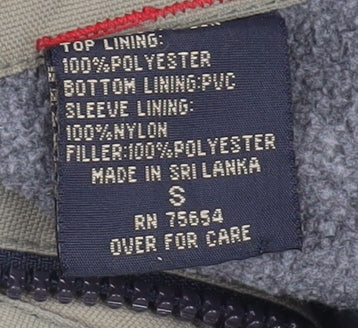 TOP LINING:
100%POLYESTER
BOTTOM LINING:PVC
SLEEVE LINING:
100%NYLON
FILLER:100%POLYESTER
MADE IN SRI LANKA
S
RN 75654
OVER FOR CARE